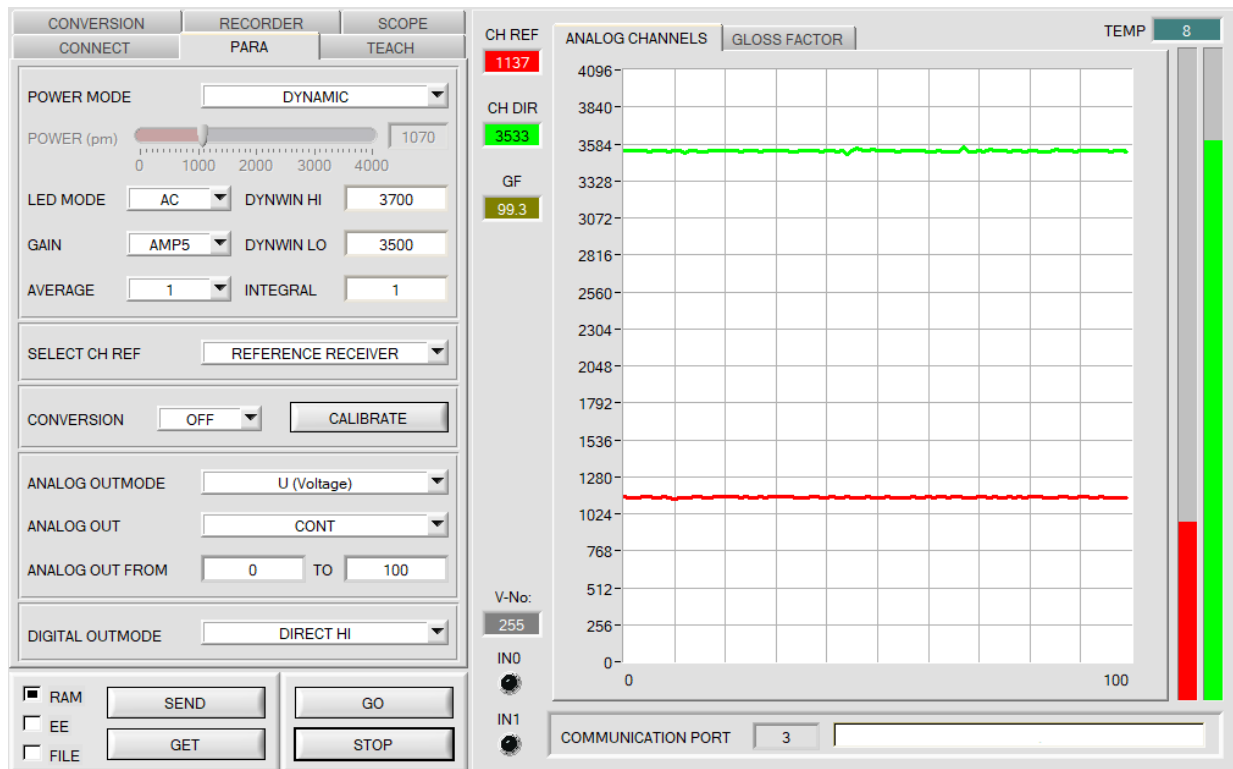 CONVERSION RECORDER SCOPE
CONNECT PARA TEACH
POWER MODE DYNAMIC
POWER (pm) 1070
0 1000 2000 3000 4000
LED MODE AC DYNWIN HI 3700
GAIN AMP5 DYNWIN LO 3500
AVERAGE 1 INTEGRAL 1
SELECT CH REF REFERENCE RECEIVER
CONVERSION OFF CALIBRATE
ANALOG OUTMODE U (Voltage)
ANALOG OUT CONT
ANALOG OUT FROM 0 TO 100
DIGITAL OUTMODE DIRECT HI
RAM
EE
FILE
SEND GO
GET STOP
CH REF
1137
CH DIR
3533
GF
99.3
V-No:
255
IN0
IN1
ANALOG CHANNELS GLOSS FACTOR
TEMP 8
4096
3840
3584
3328
3072
2816
2560
2304
2048
1792
1536
1280
1024
768
512
256
0
0 100
COMMUNICATION PORT 3